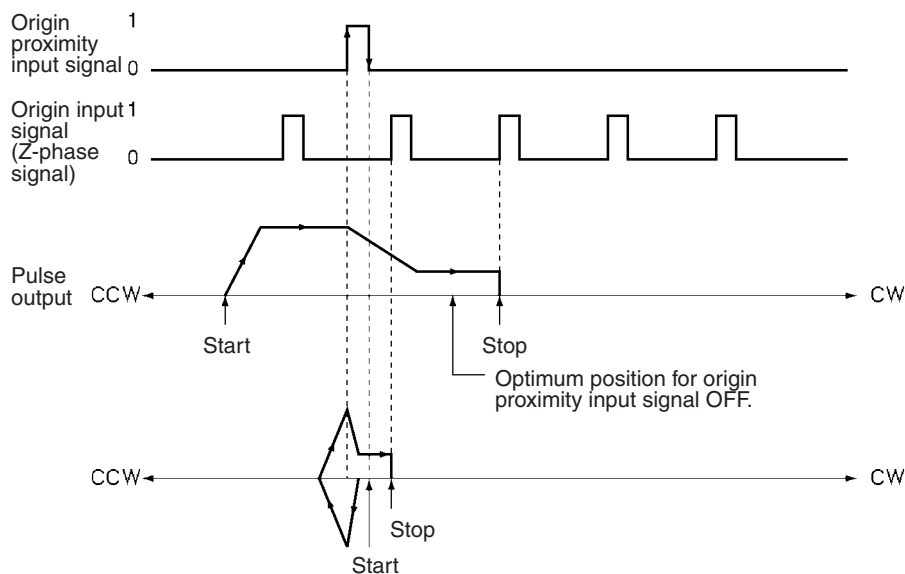 Origin
proximity
input signal
1
0
Origin input
signal
(Z-phase
signal)
1
0
Pulse
output
CCW
CW
Start
Stop
Optimum position for origin
proximity input signal OFF.
CCW
CW
Stop
Start